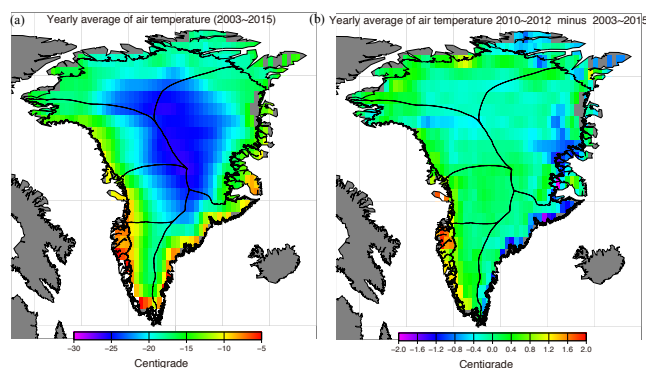 (a) Yearly average of air temperature (2003~2015)
(b) Yearly average of air temperature 2010~2012 minus 2003~2015
−30 −25 −20 −15 −10 −5
Centigrade
−2.0 −1.6 −1.2 −0.8 −0.4 0.0 0.4 0.8 1.2 1.6 2.0
Centigrade